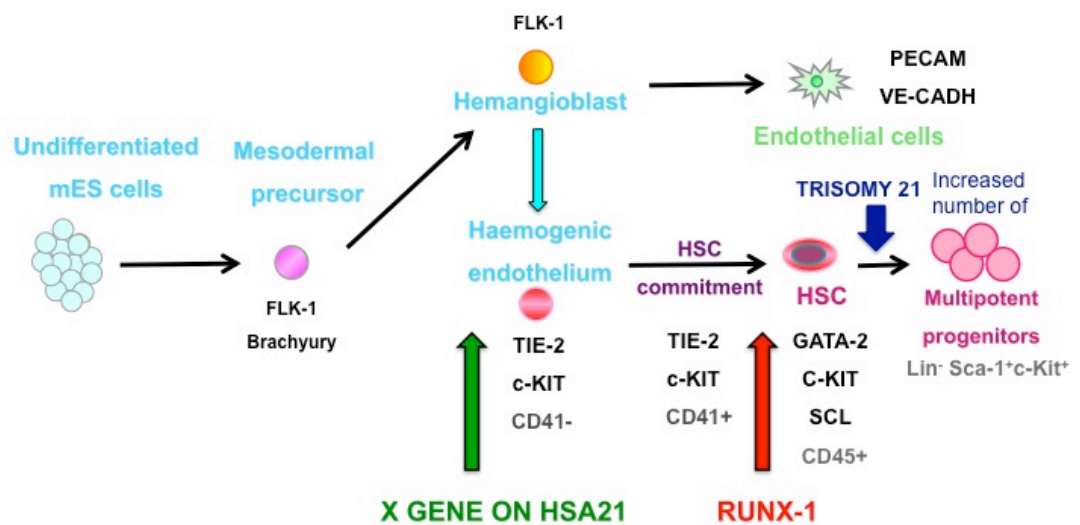 FLK-1
Hemangioblast
PECAM
VE-CADH
Endothelial cells
Undifferentiated
mES cells
Mesodermal
precursor
FLK-1
Brachyury
Haemogenic
endothelium
TIE-2
c-KIT
CD41-
HSC
commitment
TIE-2
c-KIT
CD41+
HSC
GATA-2
C-KIT
SCL
CD45+
TRISOMY 21
Increased
number of
Multipotent
progenitors
Lin- Sca-1+c-Kit+
X GENE ON HSA21
RUNX-1